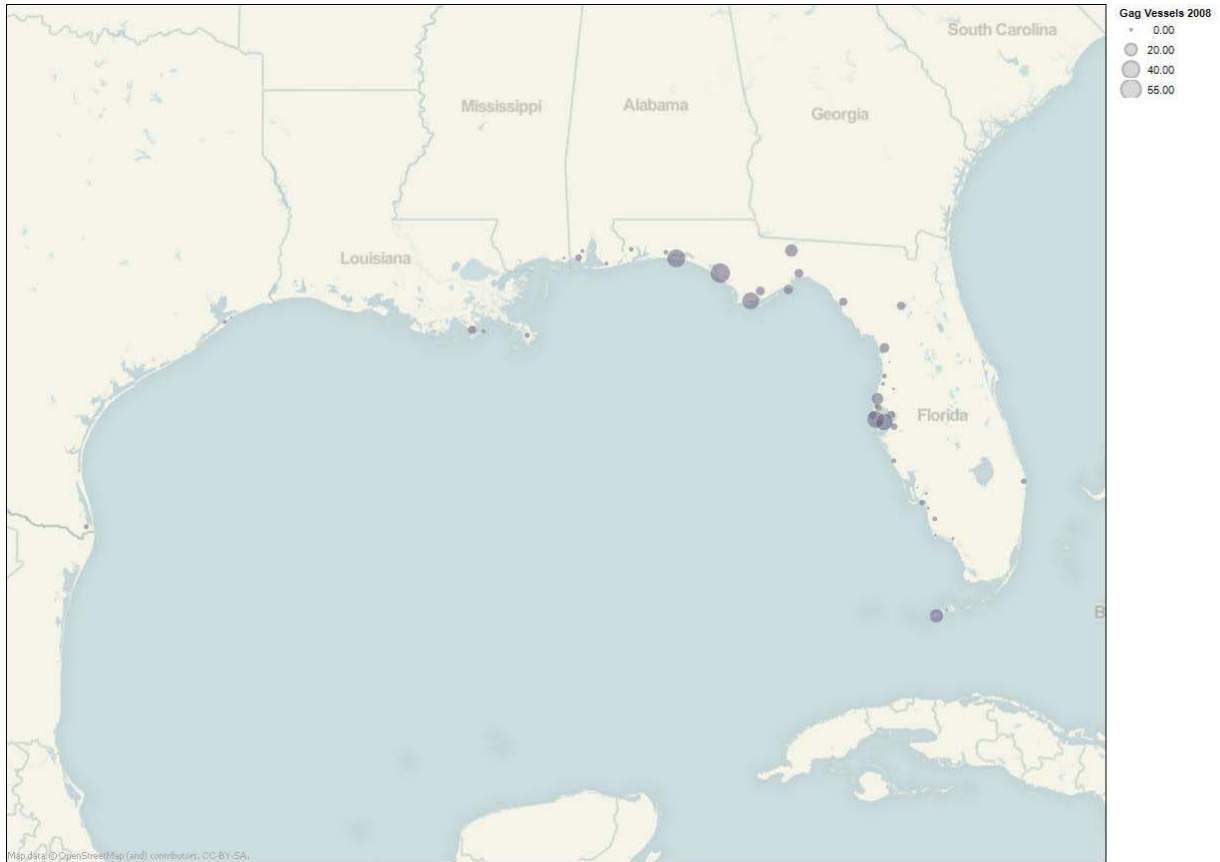 Gag Vessels 2008
0.00
20.00
40.00
55.00
South Carolina
Mississippi
Alabama
Georgia
Louisiana
Florida
B
Map data © OpenStreetMap (and) contributors, CC-BY-SA.